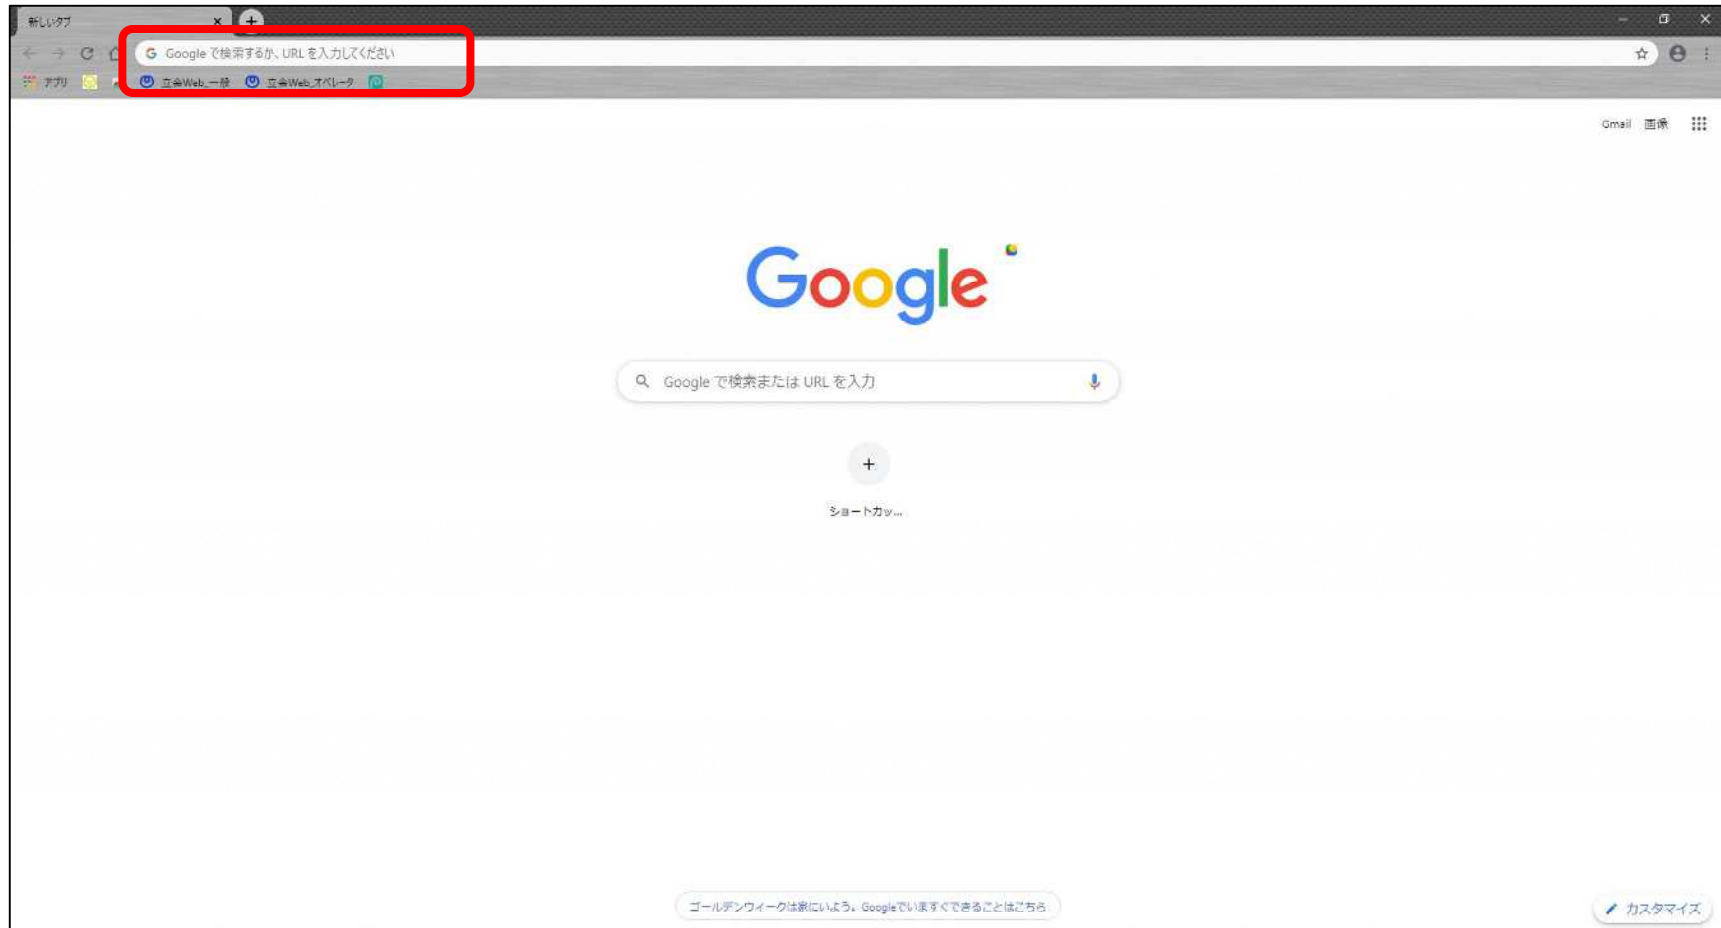 新しいタブ
Google で検索するか、URL を入力してください
アプリ 立会Web_一般 立会Web_オペレータ
Gmail 画像
Google
Google で検索または URL を入力
ショートカッ...
ゴールデンウィークは家にいよう。Googleでいますぐできることはこちら
カスタマイズ